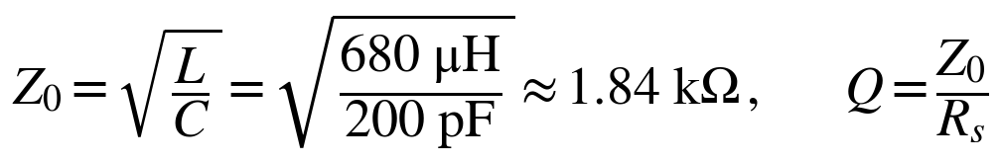 Z₀ = √(L/C) = √(680 μH/200 pF) ≈ 1.84 kΩ, Q = Z₀/Rₛ